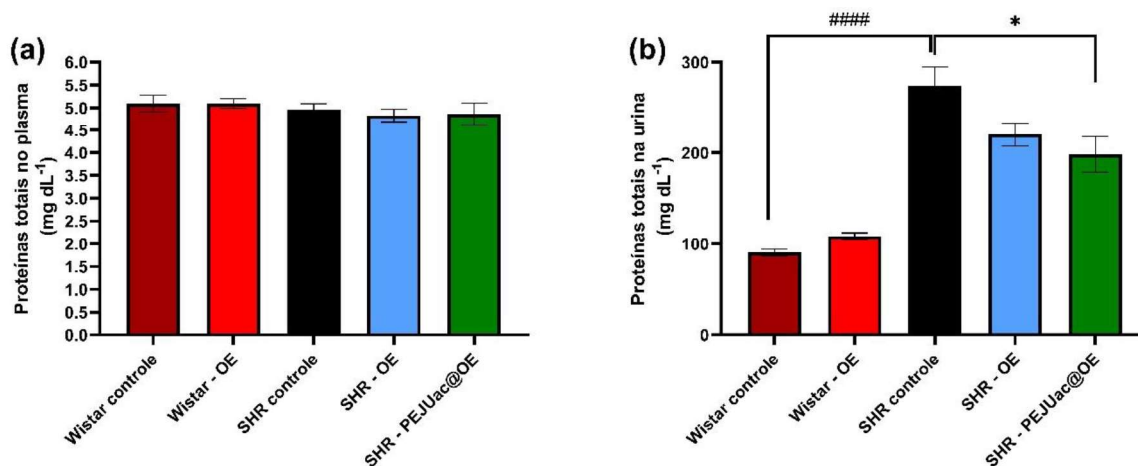 (a)
Proteínas totais no plasma
(mg dL⁻¹)
6.0
5.5
5.0
4.5
4.0
3.5
3.0
2.5
2.0
1.5
1.0
0.5
0.0
Wistar controle
Wistar - OE
SHR controle
SHR - OE
SHR - PEJUac@OE
(b)
####
*
Proteínas totais na urina
(mg dL⁻¹)
300
200
100
0
Wistar controle
Wistar - OE
SHR controle
SHR - OE
SHR - PEJUac@OE